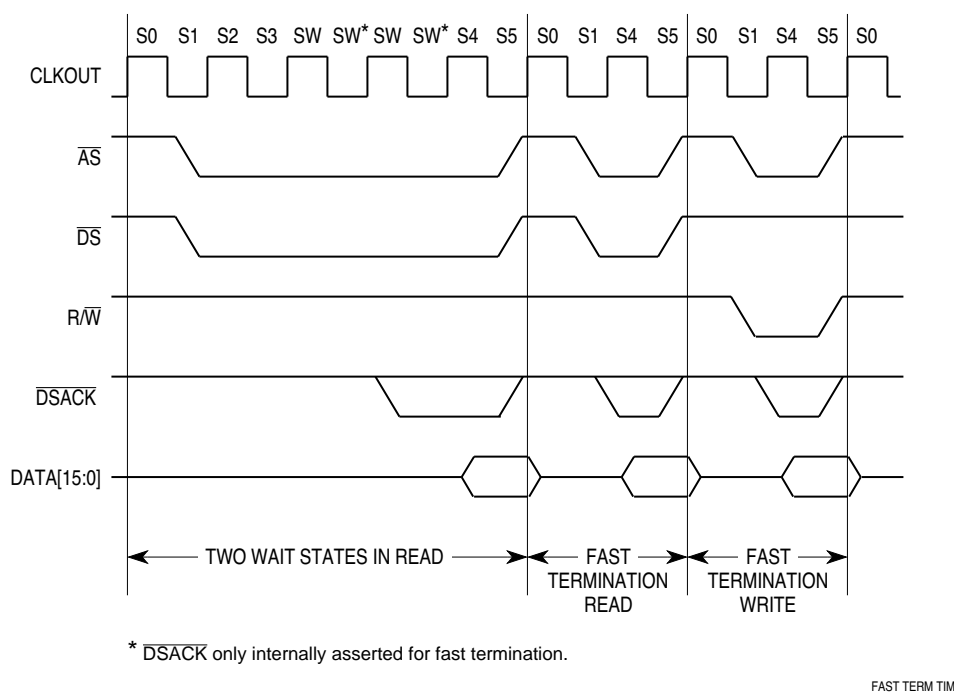 S0 S1 S2 S3 SW SW* SW SW* S4 S5 S0 S1 S4 S5 S0 S1 S4 S5 S0
CLKOUT
AS
DS
R/W
DSACK
DATA[15:0]
TWO WAIT STATES IN READ
FAST
TERMINATION
READ
FAST
TERMINATION
WRITE
* DSACK only internally asserted for fast termination.
FAST TERM TIM